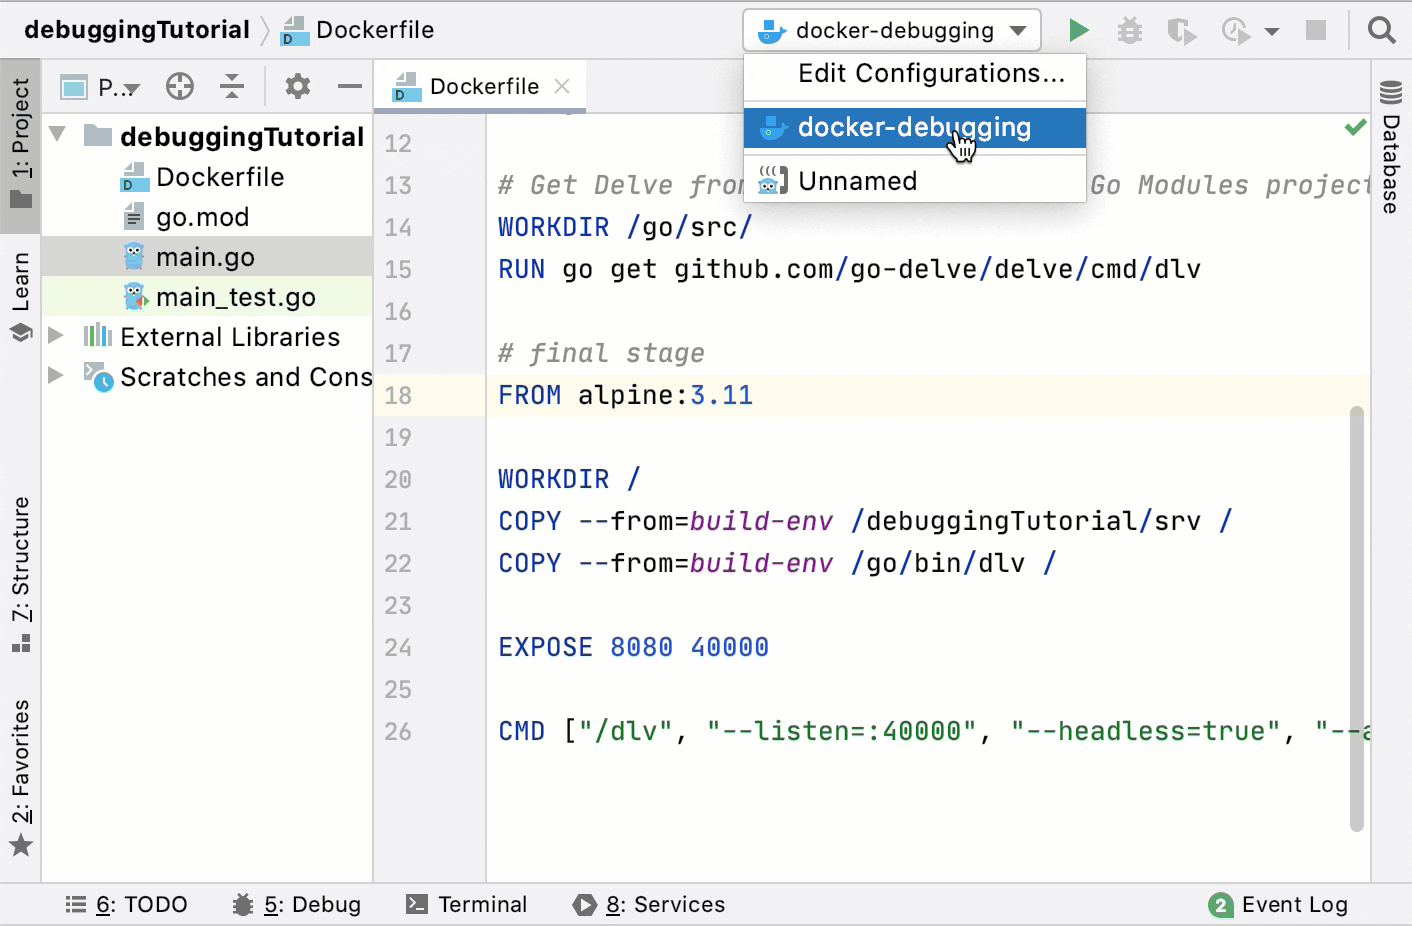 debuggingTutorial Dockerfile
docker-debugging
Edit Configurations...
docker-debugging
Unnamed
1: Project
Learn
7: Structure
2: Favorites
P...
debuggingTutorial
Dockerfile
go.mod
main.go
main_test.go
External Libraries
Scratches and Cons
Dockerfile
12
13 # Get Delve from Go Modules project
14 WORKDIR /go/src/
15 RUN go get github.com/go-delve/delve/cmd/dlv
16
17 # final stage
18 FROM alpine:3.11
19
20 WORKDIR /
21 COPY --from=build-env /debuggingTutorial/srv /
22 COPY --from=build-env /go/bin/dlv /
23
24 EXPOSE 8080 40000
25
26 CMD ["/dlv", "--listen=:40000", "--headless=true", "--a
Database
6: TODO 5: Debug Terminal 8: Services 2 Event Log